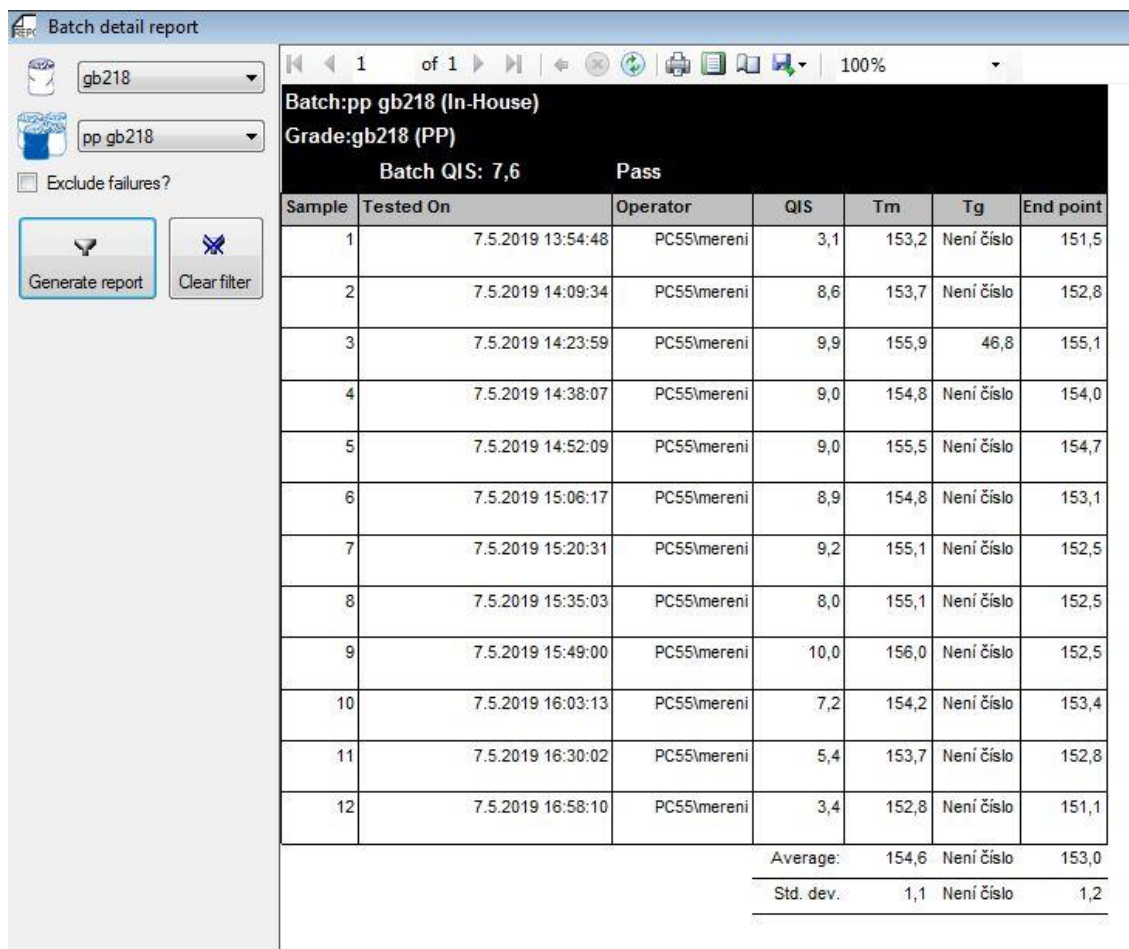 REPO
Batch detail report
gb218
pp gb218
Exclude failures?
Generate report
Clear filter
1 of 1 100%
Batch:pp gb218 (In-House)
Grade:gb218 (PP)
Batch QIS: 7,6 Pass
Sample Tested On Operator QIS Tm Tg End point
1 7.5.2019 13:54:48 PC55\mereni 3,1 153,2 Není číslo 151,5
2 7.5.2019 14:09:34 PC55\mereni 8,6 153,7 Není číslo 152,8
3 7.5.2019 14:23:59 PC55\mereni 9,9 155,9 46,8 155,1
4 7.5.2019 14:38:07 PC55\mereni 9,0 154,8 Není číslo 154,0
5 7.5.2019 14:52:09 PC55\mereni 9,0 155,5 Není číslo 154,7
6 7.5.2019 15:06:17 PC55\mereni 8,9 154,8 Není číslo 153,1
7 7.5.2019 15:20:31 PC55\mereni 9,2 155,1 Není číslo 152,5
8 7.5.2019 15:35:03 PC55\mereni 8,0 155,1 Není číslo 152,5
9 7.5.2019 15:49:00 PC55\mereni 10,0 156,0 Není číslo 152,5
10 7.5.2019 16:03:13 PC55\mereni 7,2 154,2 Není číslo 153,4
11 7.5.2019 16:30:02 PC55\mereni 5,4 153,7 Není číslo 152,8
12 7.5.2019 16:58:10 PC55\mereni 3,4 152,8 Není číslo 151,1
Average: 154,6 Není číslo 153,0
Std. dev. 1,1 Není číslo 1,2